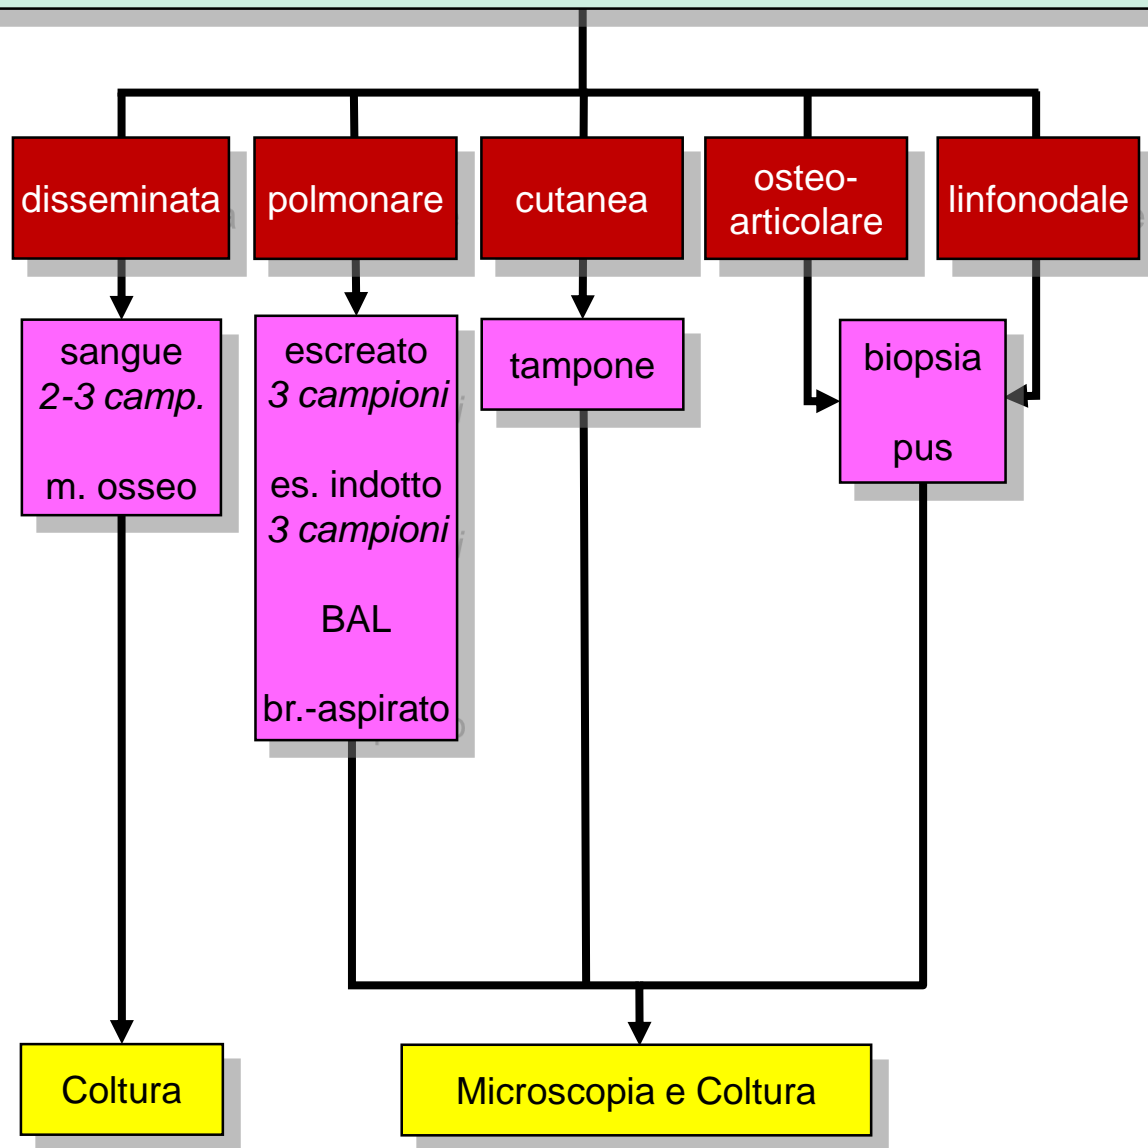 disseminata
polmonare
cutanea
osteo-
articolare
linfonodale
sangue
2-3 camp.
m. osseo
escreato
3 campioni
es. indotto
3 campioni
BAL
br.-aspirato
tampone
biopsia
pus
Coltura
Microscopia e Coltura